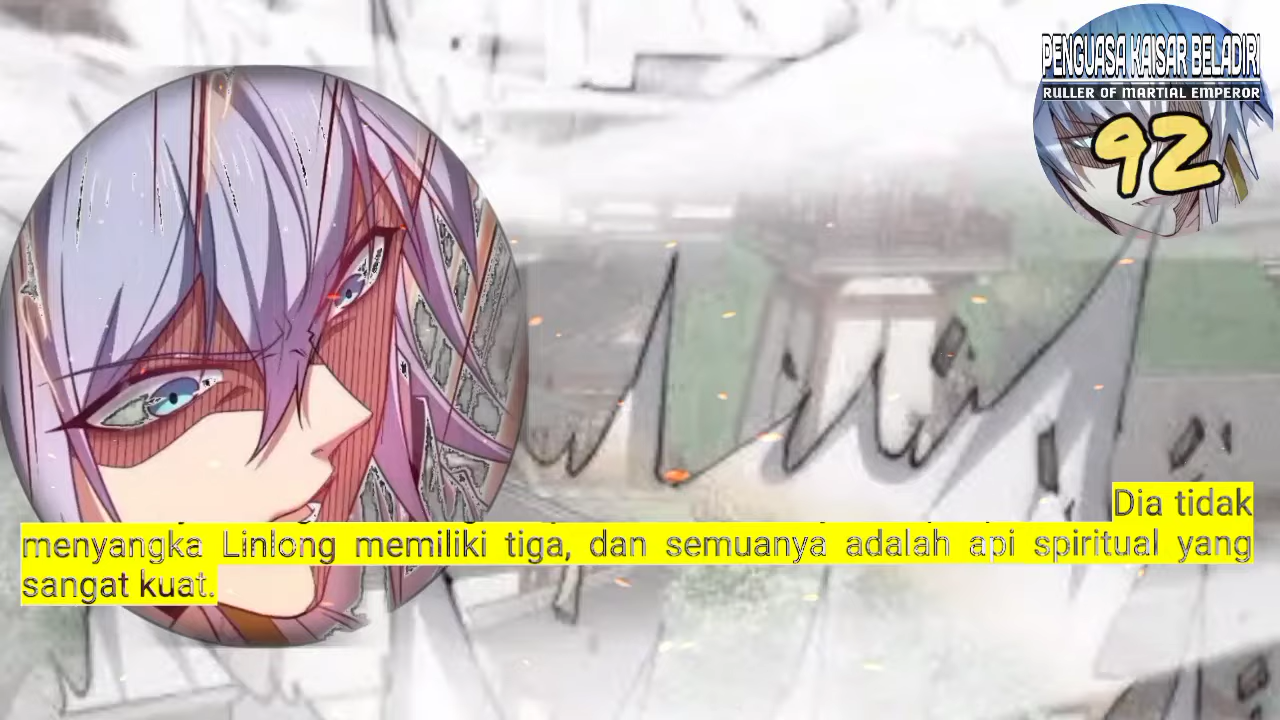 PENGUASA KAISAR BELADIRI
RULLER OF MARTIAL EMPEROR
92
Dia tidak
menyangka Linlong memiliki tiga, dan semuanya adalah api spiritual yang
sangat kuat.